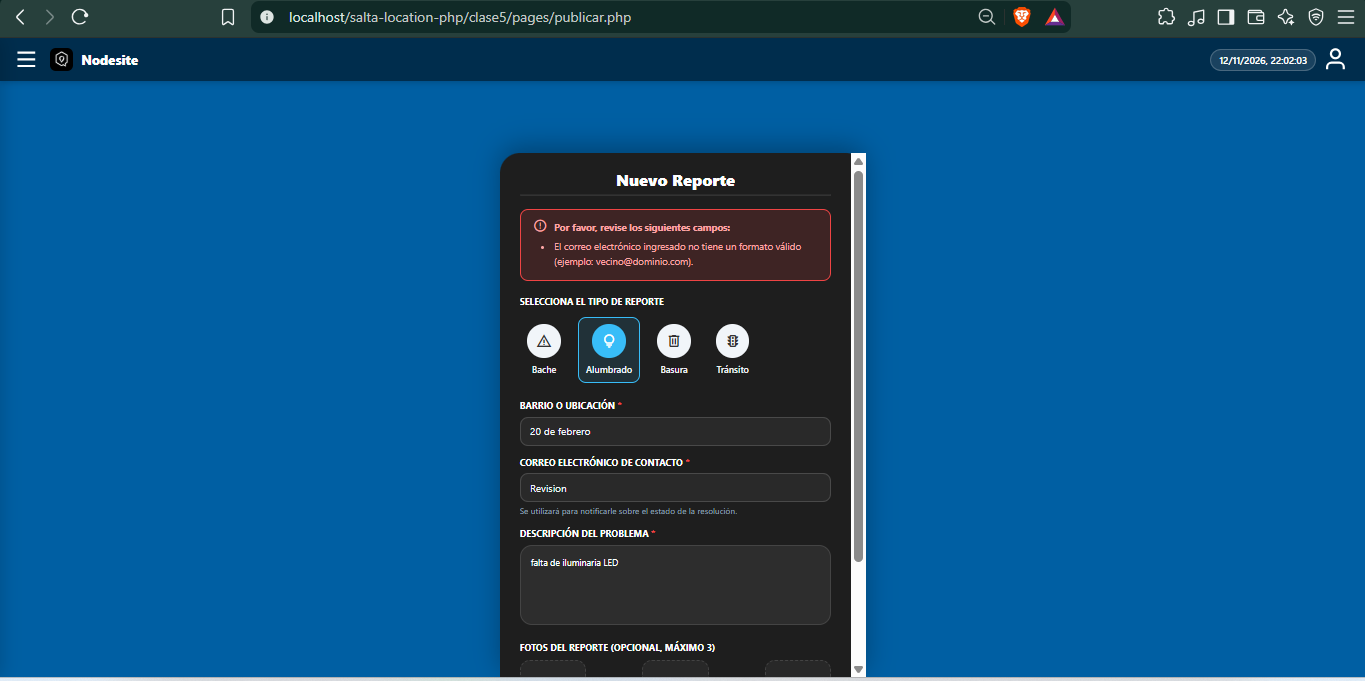 localhost/salta-location-php/clase5/pages/publicar.php
Nodesite
12/11/2026, 22:02:03
Nuevo Reporte
Por favor, revise los siguientes campos:
• El correo electrónico ingresado no tiene un formato válido
(ejemplo: vecino@dominio.com).
SELECCIONA EL TIPO DE REPORTE
Bache
Alumbrado
Basura
Tránsito
BARRIO O UBICACIÓN *
20 de febrero
CORREO ELECTRÓNICO DE CONTACTO *
Revision
Se utilizará para notificarle sobre el estado de la resolución.
DESCRIPCIÓN DEL PROBLEMA *
falta de iluminaria LED
FOTOS DEL REPORTE (OPCIONAL, MÁXIMO 3)